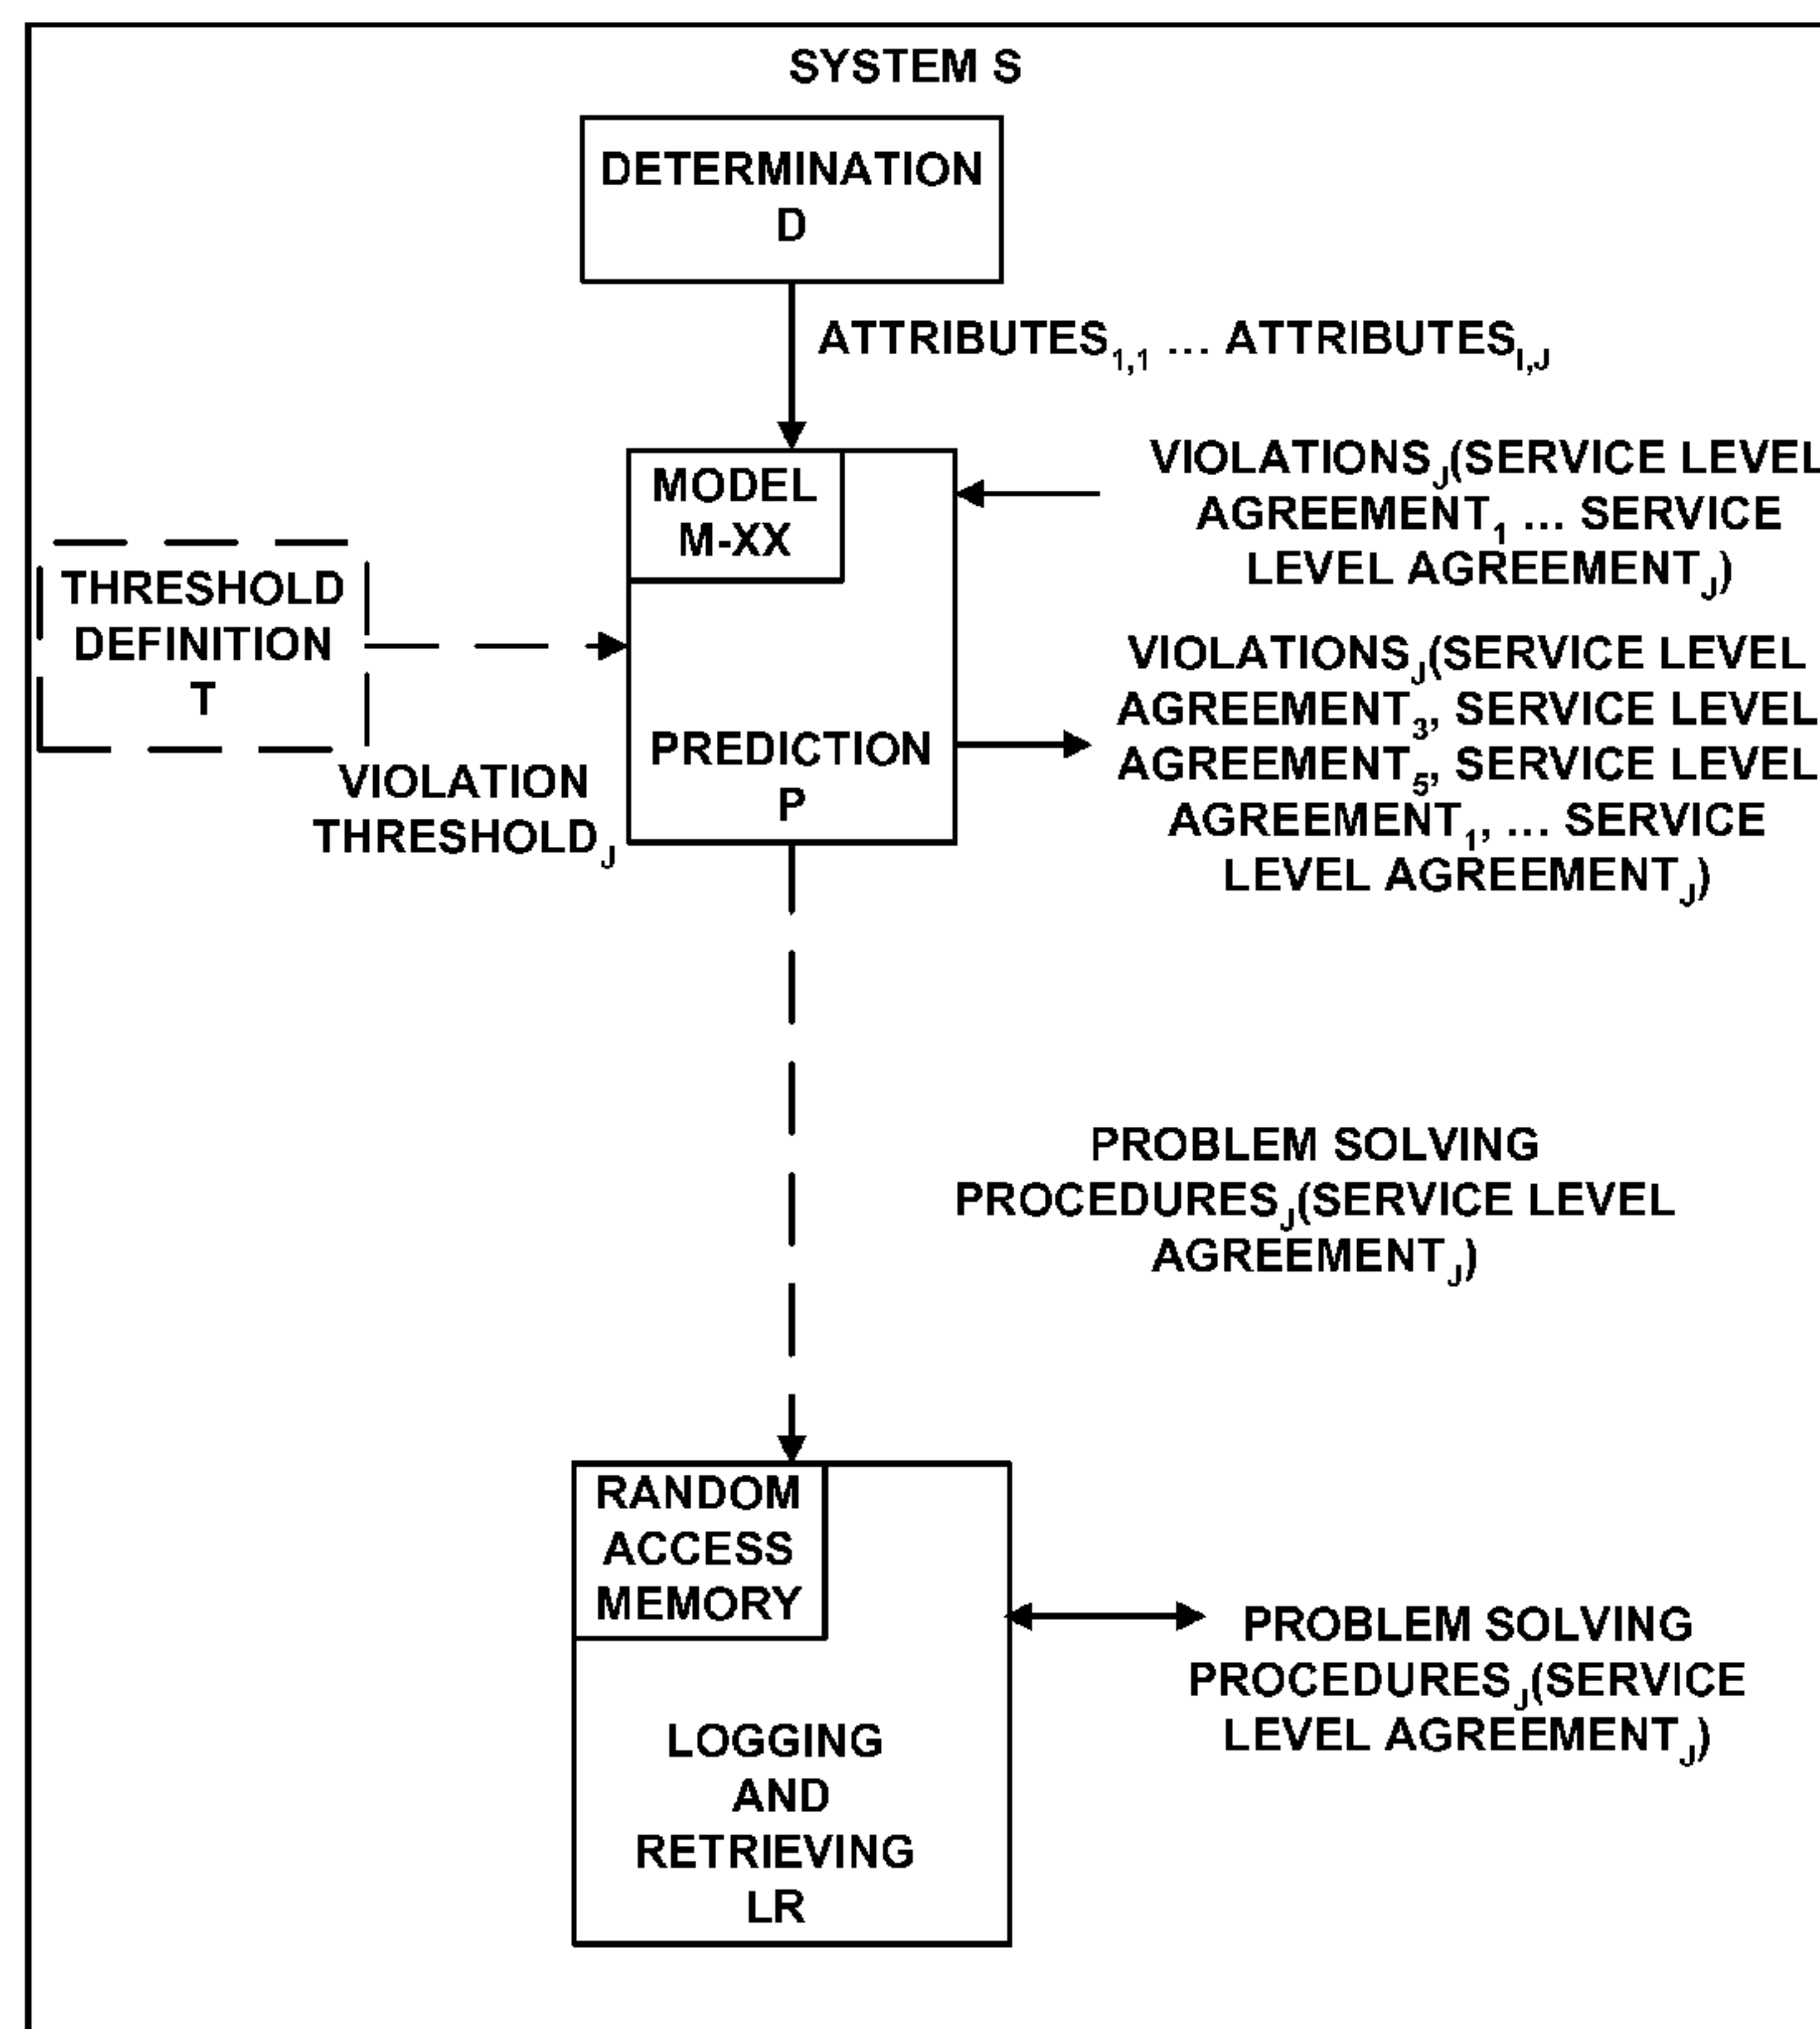 SYSTEM S
DETERMINATION
D
ATTRIBUTES1,1 ... ATTRIBUTESI,J
MODEL
M-XX
VIOLATIONSJ(SERVICE LEVEL
AGREEMENT1 ... SERVICE
LEVEL AGREEMENTJ)
THRESHOLD
DEFINITION
T
VIOLATION
THRESHOLDJ
PREDICTION
P
VIOLATIONSJ(SERVICE LEVEL
AGREEMENT3, SERVICE LEVEL
AGREEMENT5, SERVICE LEVEL
AGREEMENT1, ... SERVICE
LEVEL AGREEMENTJ)
PROBLEM SOLVING
PROCEDURESJ(SERVICE LEVEL
AGREEMENTJ)
RANDOM
ACCESS
MEMORY
LOGGING
AND
RETRIEVING
LR
PROBLEM SOLVING
PROCEDURESJ(SERVICE
LEVEL AGREEMENTJ)